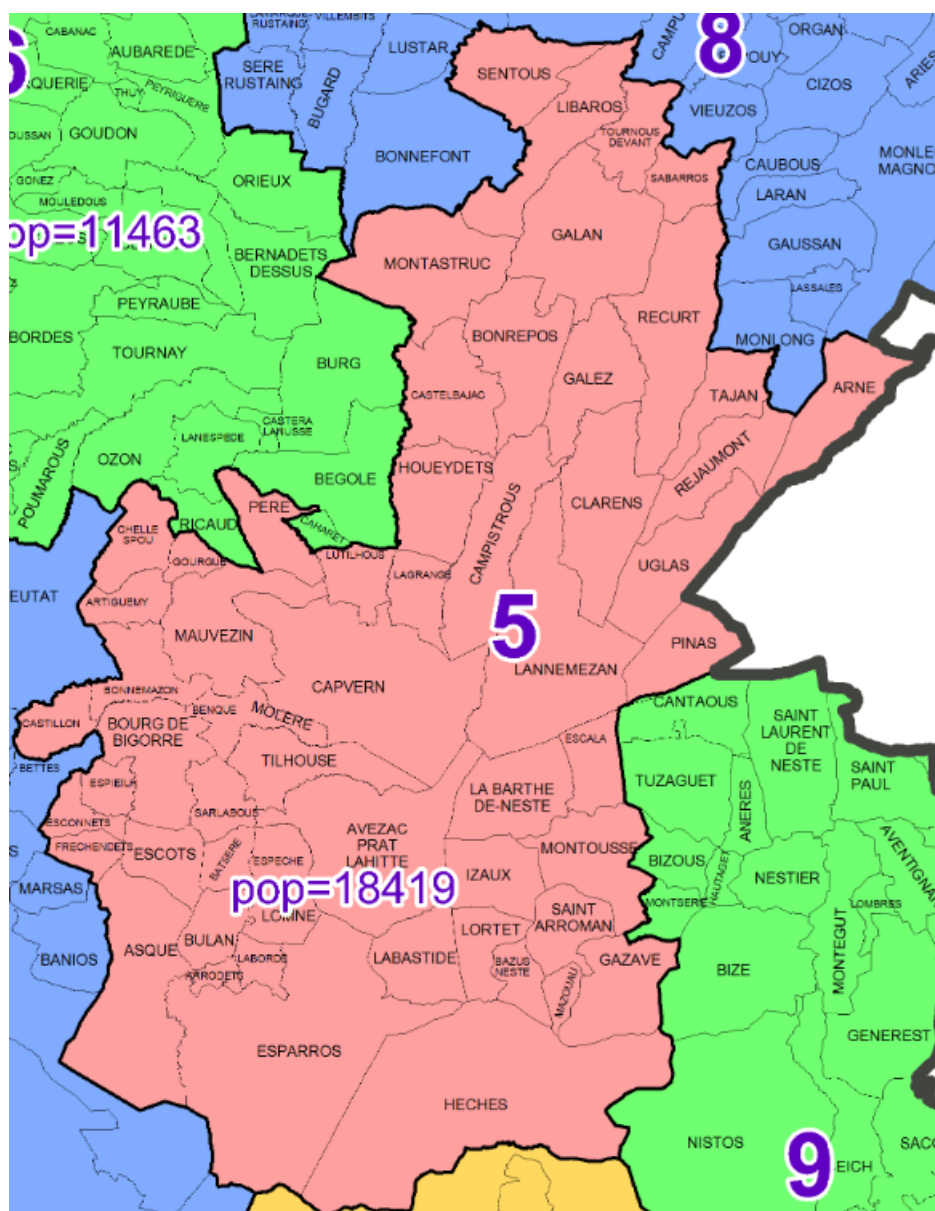 CABANAC
LUSTAR
8
ORGAN
6
AUBAREDE
SERE
RUSTAING
BUGARD
SENTOUS
CIZOS
THUY
PEYRIGUERE
LIBAROS
VIEUZOS
GOUDON
BONNEFONT
TOURNOUS
DEVANT
CAUBOUS
GONEZ
ORIEUX
SABARROS
LARAN
MOULEDOUS
op=11463
GALAN
GAUSSAN
BERNADETS
DESSUS
MONTASTRUC
LASSALES
PEYRAUBE
RECURT
BORDES
BONREPOS
MONLONG
TOURNAY
BURG
GALEZ
CASTELBAJAC
TAJAN
ARNE
CASTERA
LANUSSE
LANESPEDE
OZON
POUMAROUS
BEGOLE
HOUEYDETS
REJAUMONT
PERE
CLARENS
RICAUD
CAHARET
CHELLE
SPOU
CAMPISTROUS
GOURGUE
LUTILHOUS
LAGRANGE
UGLAS
EUTAT
ARTIGUEMY
5
MAUVEZIN
PINAS
CAPVERN
LANNEMEZAN
BONNEMAZON
CANTAOUS
CASTILLON
BENQUE
MOLERE
BOURG DE
BIGORRE
SAINT
LAURENT
DE
NESTE
ESCALA
BETTES
TILHOUSE
SAINT
PAUL
ESPIEILH
TUZAGUET
LA BARTHE
DE-NESTE
ANERES
SARLABOUS
ESCONNETS
AVEZAC
PRAT
LAHITTE
FRECHENDETS
ESCOTS
BATSERE
ESPECHE
MONTOUSSE
BIZOUS
AVENTIGNAN
MARSAS
pop=18419
IZAUX
HAUTAGET
NESTIER
MONTSERIE
LOMBRES
LOMNE
SAINT
ARROMAN
LORTET
ASQUE
BULAN
BANIOS
LABORDE
LABASTIDE
BAZUS
NESTE
GAZAVE
BIZE
MONTEGUT
ARRODETS
MAZOUAU
GENEREST
ESPARROS
HECHES
NISTOS
9